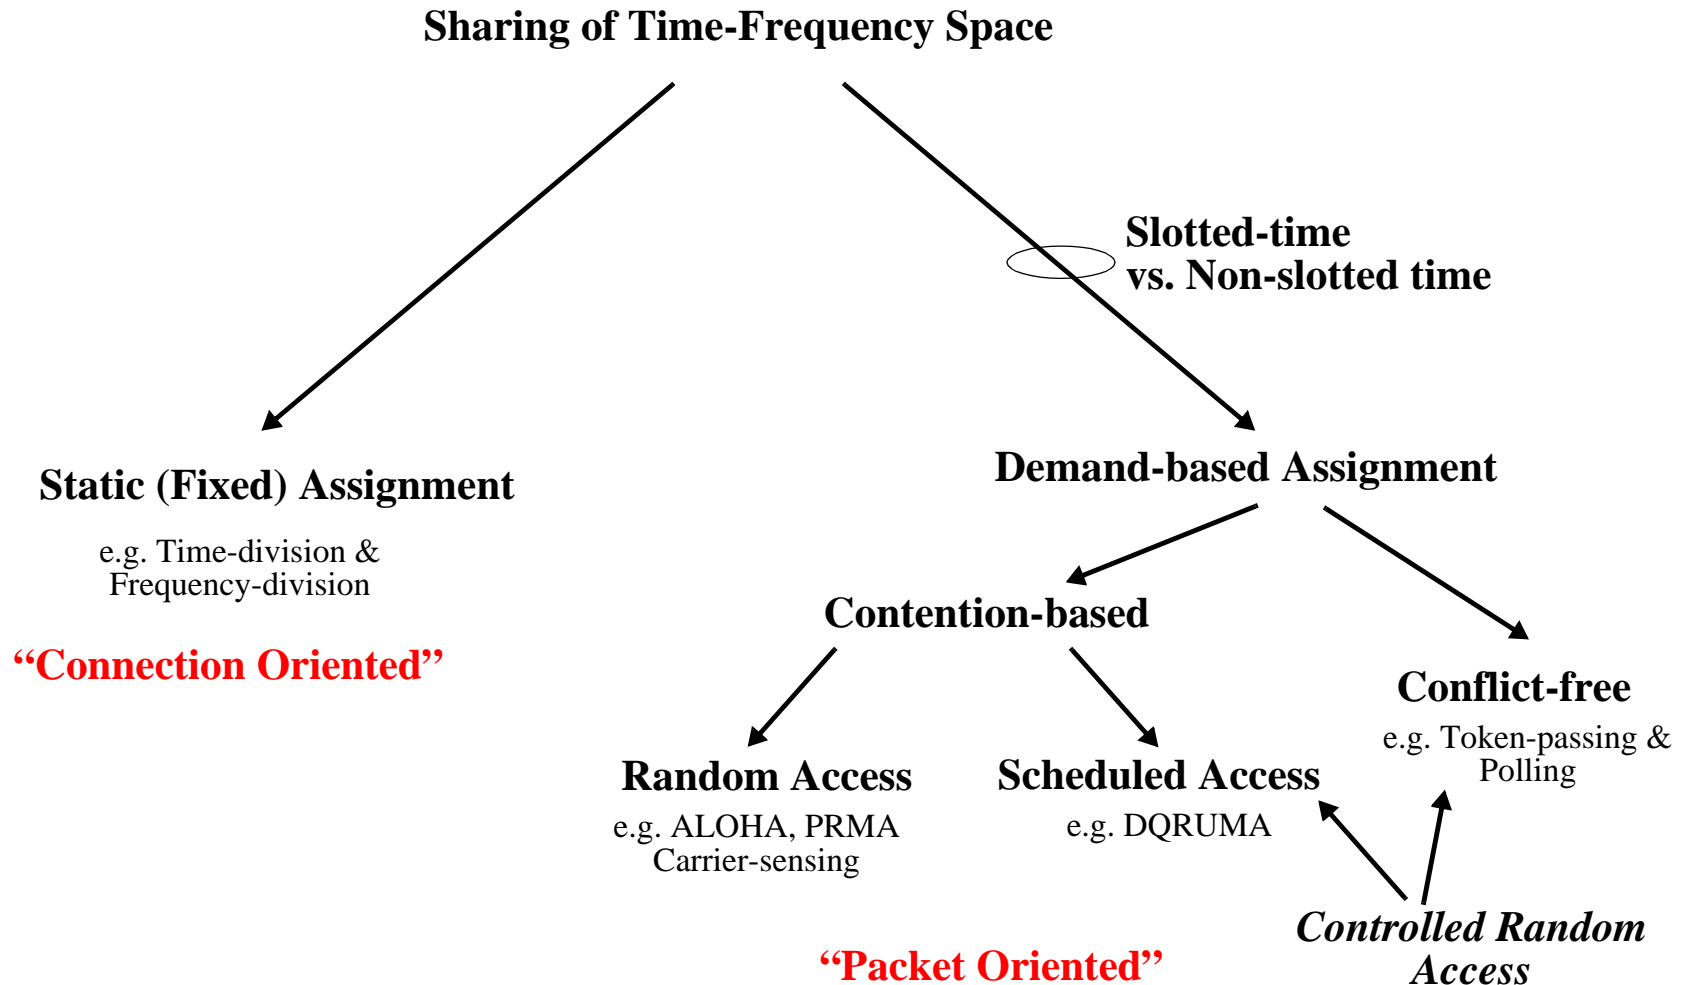 Sharing of Time-Frequency Space
Slotted-time
vs. Non-slotted time
Static (Fixed) Assignment
e.g. Time-division &
Frequency-division
“Connection Oriented”
Demand-based Assignment
Contention-based
Conflict-free
e.g. Token-passing &
Polling
Random Access
e.g. ALOHA, PRMA
Carrier-sensing
Scheduled Access
e.g. DQRUMA
Controlled Random
Access
“Packet Oriented”